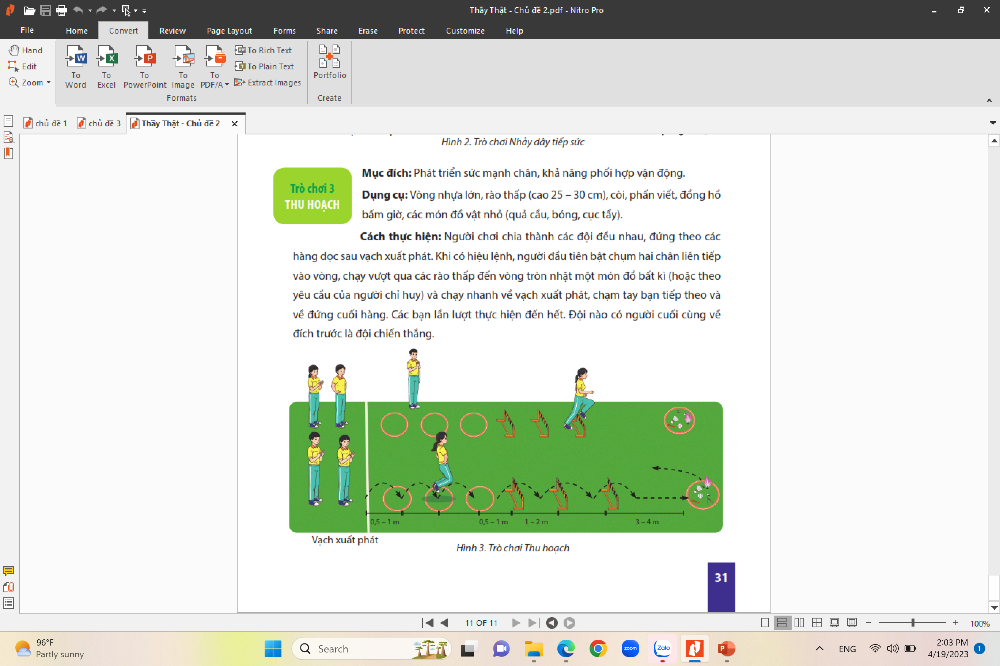 Thầy Thật - Chủ đề 2.pdf - Nitro Pro
File Home Convert Review Page Layout Forms Share Erase Protect Customize Help
Hand
Edit
Zoom
To Word
To Excel
To PowerPoint
To Image
To PDF/A
To Rich Text
To Plain Text
Extract Images
Formats
Portfolio
Create
chủ đề 1
chủ đề 3
Thầy Thật - Chủ đề 2
Hình 2. Trò chơi Nhảy dây tiếp sức
Trò chơi 3
THU HOẠCH
Mục đích: Phát triển sức mạnh chân, khả năng phối hợp vận động.
Dụng cụ: Vòng nhựa lớn, rào thấp (cao 25 – 30 cm), còi, phấn viết, đồng hồ
bấm giờ, các món đồ vật nhỏ (quả cầu, bóng, cục tẩy).
Cách thực hiện: Người chơi chia thành các đội đều nhau, đứng theo các
hàng dọc sau vạch xuất phát. Khi có hiệu lệnh, người đầu tiên bật chụm hai chân liên tiếp
vào vòng, chạy vượt qua các rào thấp đến vòng tròn nhặt một món đồ bất kì (hoặc theo
yêu cầu của người chỉ huy) và chạy nhanh về vạch xuất phát, chạm tay bạn tiếp theo và
về đứng cuối hàng. Các bạn lần lượt thực hiện đến hết. Đội nào có người cuối cùng về
đích trước là đội chiến thắng.
0,5 – 1 m
0,5 – 1 m
1 – 2 m
3 – 4 m
Vạch xuất phát
Hình 3. Trò chơi Thu hoạch
31
11 OF 11
100%
96°F
Partly sunny
Search
zoom
Zalo
ENG
2:03 PM
4/19/2023
1